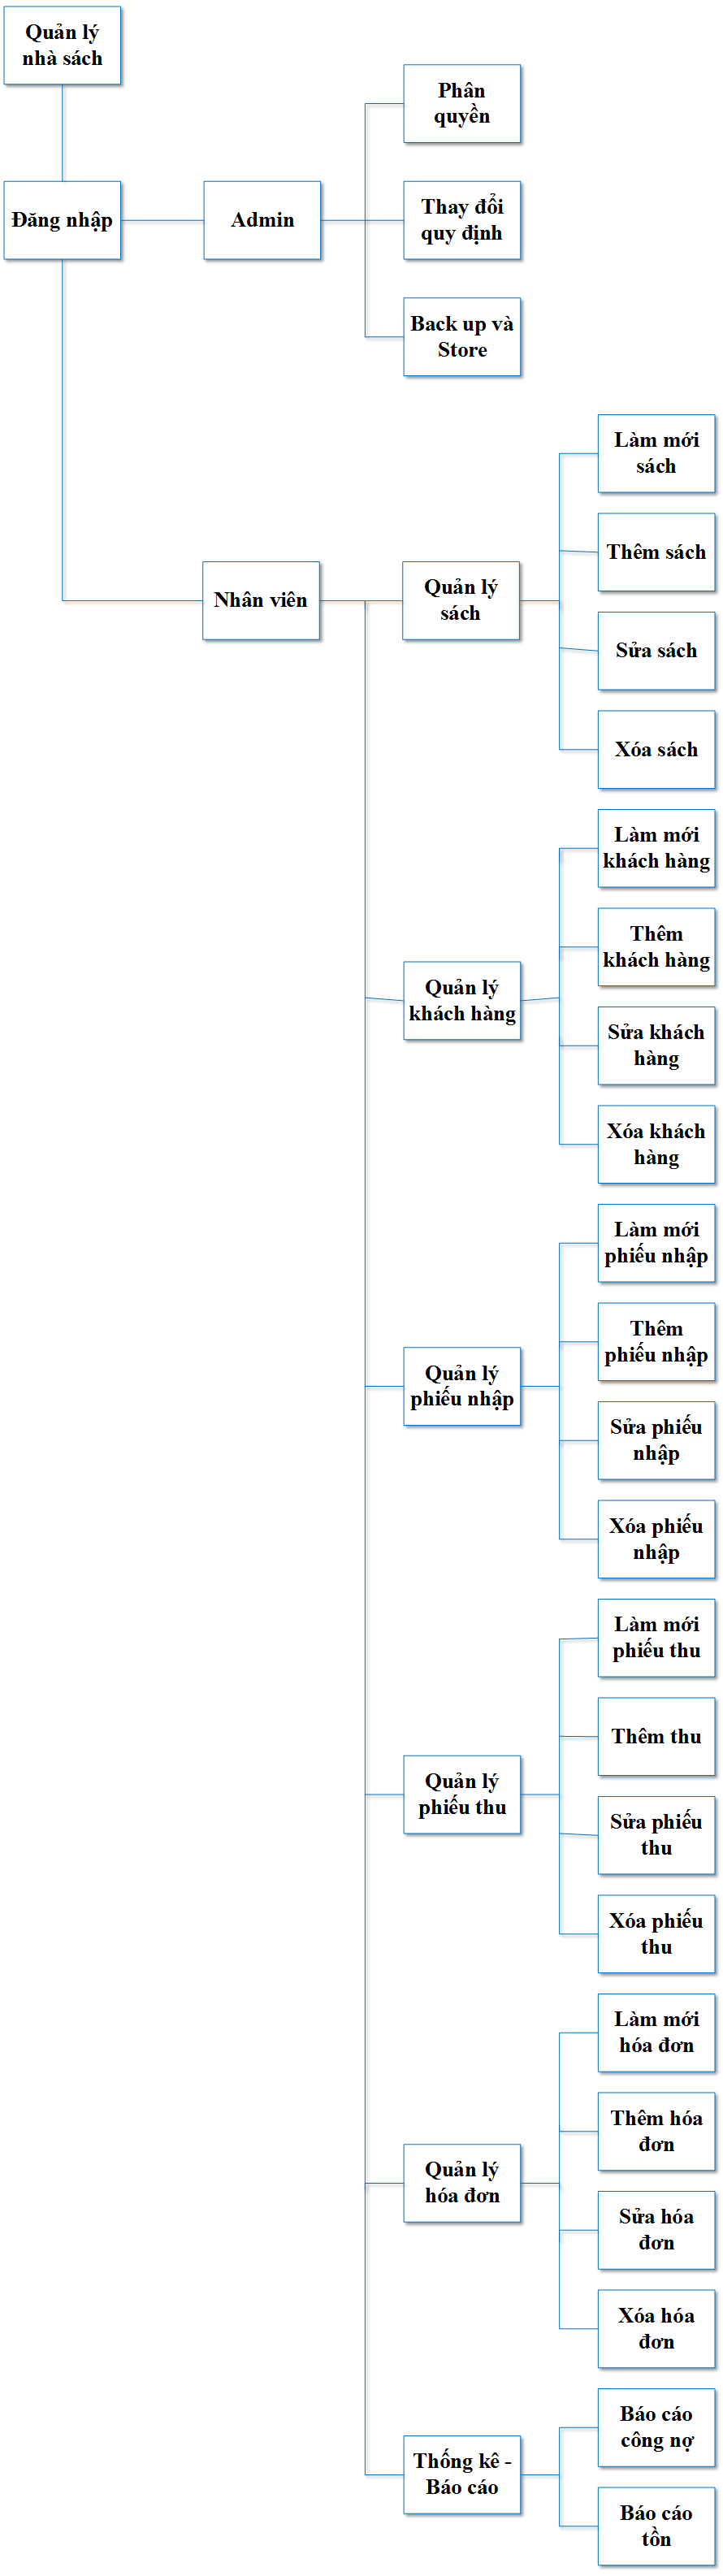 Quản lý
nhà sách
Phân
quyền
Đăng nhập
Admin
Thay đổi
quy định
Back up và
Store
Làm mới
sách
Thêm sách
Nhân viên
Quản lý
sách
Sửa sách
Xóa sách
Làm mới
khách hàng
Thêm
khách hàng
Quản lý
khách hàng
Sửa khách
hàng
Xóa khách
hàng
Làm mới
phiếu nhập
Thêm
phiếu nhập
Quản lý
phiếu nhập
Sửa phiếu
nhập
Xóa phiếu
nhập
Làm mới
phiếu thu
Thêm thu
Quản lý
phiếu thu
Sửa phiếu
thu
Xóa phiếu
thu
Làm mới
hóa đơn
Thêm hóa
đơn
Quản lý
hóa đơn
Sửa hóa
đơn
Xóa hóa
đơn
Báo cáo
công nợ
Thống kê -
Báo cáo
Báo cáo
tồn